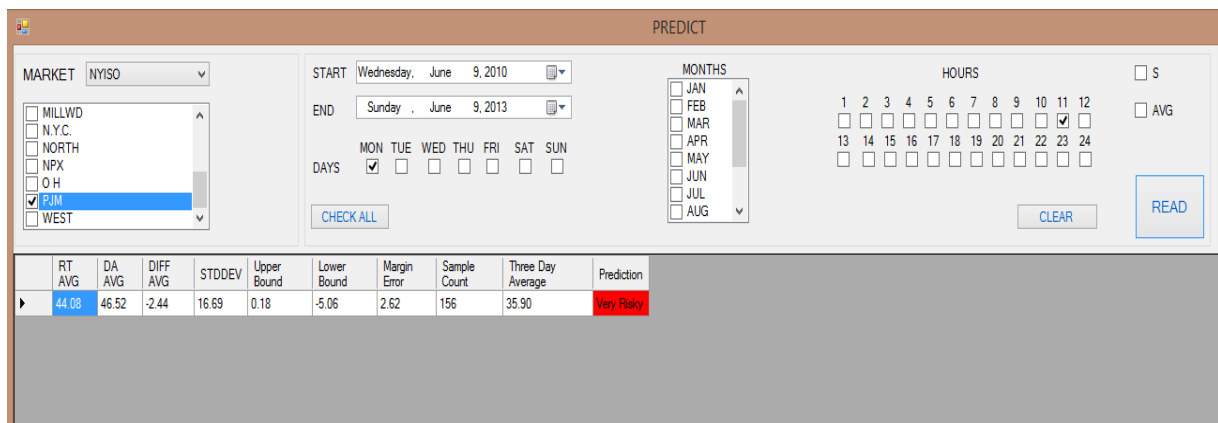 PREDICT
MARKET NYISO
MILLWD
N.Y.C.
NORTH
NPX
O H
PJM
WEST
START Wednesday, June 9, 2010
END Sunday , June 9, 2013
MON TUE WED THU FRI SAT SUN
DAYS
CHECK ALL
MONTHS
JAN
FEB
MAR
APR
MAY
JUN
JUL
AUG
HOURS
1 2 3 4 5 6 7 8 9 10 11 12
13 14 15 16 17 18 19 20 21 22 23 24
CLEAR
S
AVG
READ
RT AVG DA AVG DIFF AVG STDDEV Upper Bound Lower Bound Margin Error Sample Count Three Day Average Prediction
44.08 46.52 -2.44 16.69 0.18 -5.06 2.62 156 35.90 Very Risky